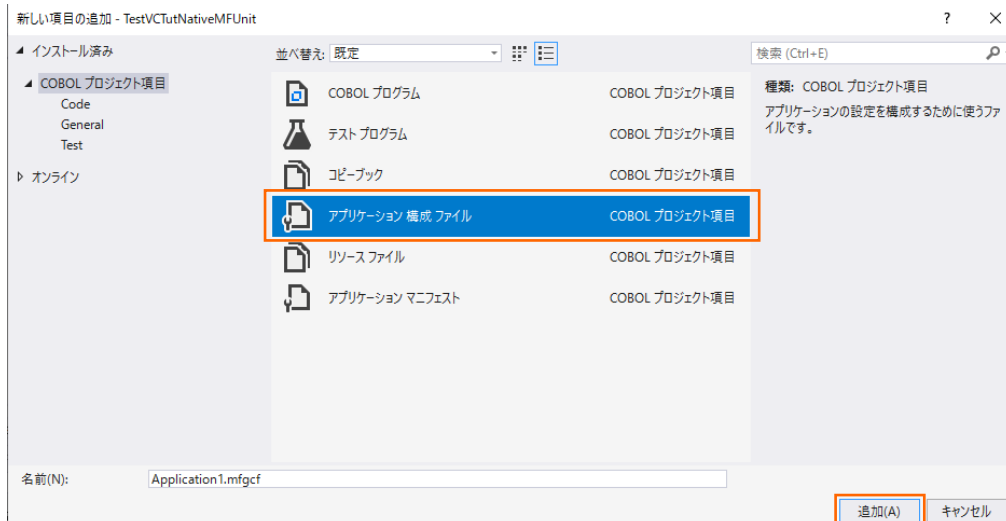 新しい項目の追加 - TestVCTutNativeMFUnit
? ×
インストール済み
並べ替え: 既定
検索 (Ctrl+E)
COBOL プロジェクト項目
Code
General
Test
オンライン
COBOL プログラム COBOL プロジェクト項目
テスト プログラム COBOL プロジェクト項目
コピーブック COBOL プロジェクト項目
アプリケーション 構成 ファイル COBOL プロジェクト項目
リソース ファイル COBOL プロジェクト項目
アプリケーション マニフェスト COBOL プロジェクト項目
種類: COBOL プロジェクト項目
アプリケーションの設定を構成するために使うファ
イルです。
名前(N): Application1.mfgcf
追加(A) キャンセル